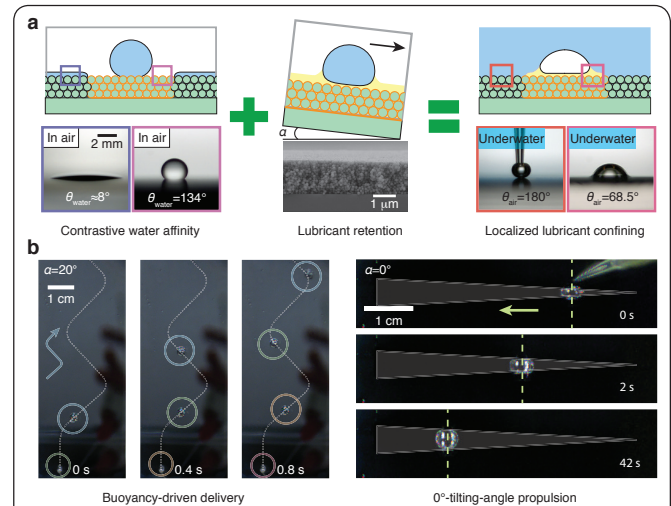 a
In air
2 mm
θwater≈8°
In air
θwater=134°
Contrastive water affinity
α
1 μm
Lubricant retention
Underwater
θair=180°
Underwater
θair=68.5°
Localized lubricant confining
b
α=20°
1 cm
0 s
0.4 s
0.8 s
Buoyancy-driven delivery
α=0°
1 cm
0 s
2 s
42 s
0°-tilting-angle propulsion